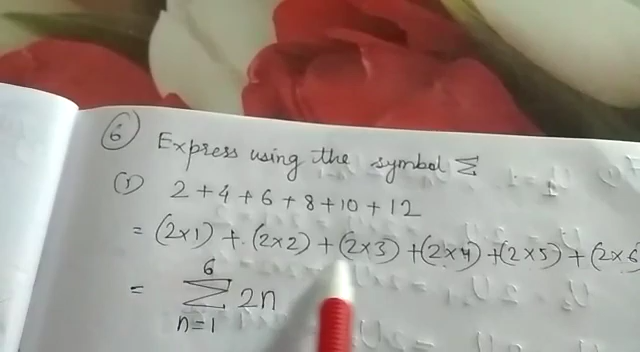 6 Express using the symbol Σ
(1) 2+4+6+8+10+12
= (2×1) + (2×2) + (2×3) + (2×4) + (2×5) + (2×6
= 6 Σ n=1 2n